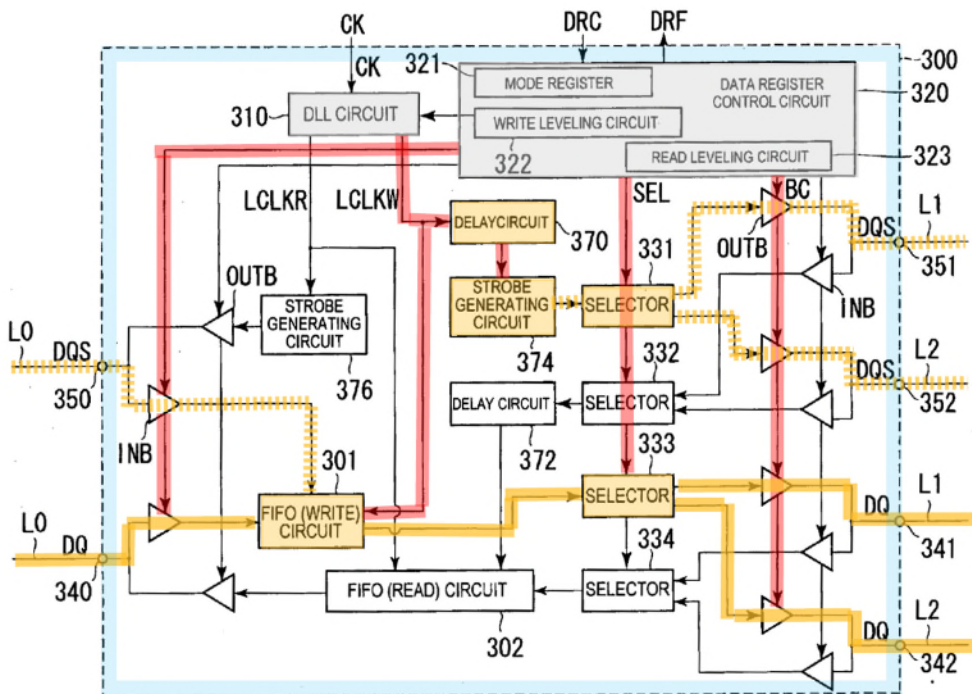 CK
DRC
DRF
300
CK
321
MODE REGISTER
DATA REGISTER
CONTROL CIRCUIT
320
310
DLL CIRCUIT
WRITE LEVELING CIRCUIT
322
READ LEVELING CIRCUIT
323
LCLKR
LCLKW
SEL
BC
L1
DELAYCIRCUIT
370
331
OUTB
DQS
351
OUTB
STROBE
GENERATING
CIRCUIT
STROBE
GENERATING
CIRCUIT
SELECTOR
INB
L0
DQS
376
374
332
L2
DQS
350
DELAY CIRCUIT
SELECTOR
352
INB
301
372
333
L1
FIFO (WRITE)
CIRCUIT
SELECTOR
L0
DQ
DQ
340
334
341
FIFO (READ) CIRCUIT
SELECTOR
L2
302
DQ
342